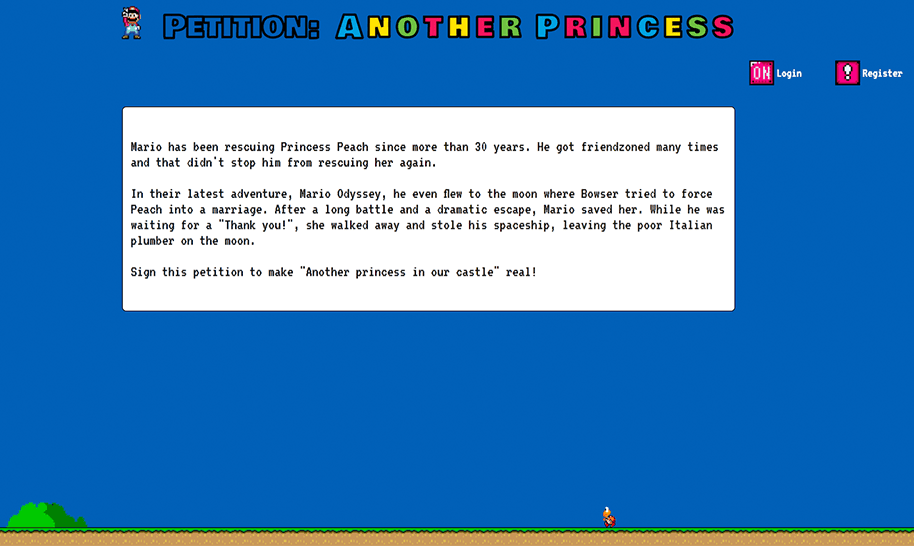 Petition: Another Princess
ON Login
! Register
Mario has been rescuing Princess Peach since more than 30 years. He got friendzoned many times
and that didn't stop him from rescuing her again.
In their latest adventure, Mario Odyssey, he even flew to the moon where Bowser tried to force
Peach into a marriage. After a long battle and a dramatic escape, Mario saved her. While he was
waiting for a "Thank you!", she walked away and stole his spaceship, leaving the poor Italian
plumber on the moon.
Sign this petition to make "Another princess in our castle" real!